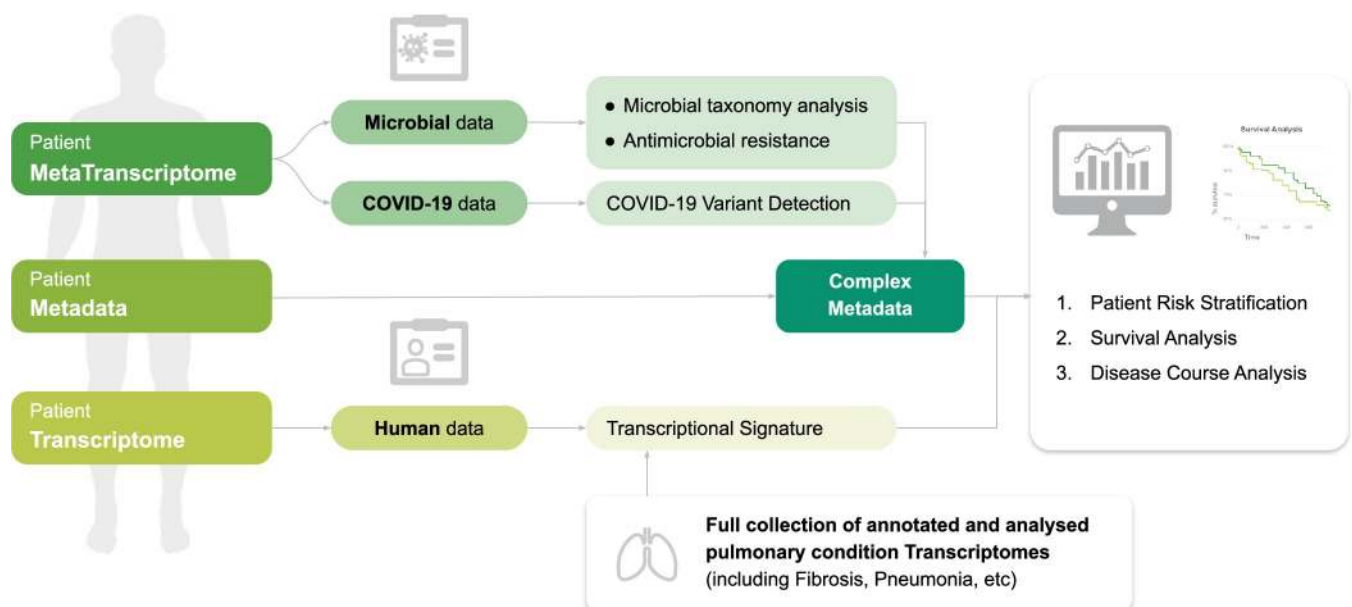 Patient
MetaTranscriptome
Microbial data
● Microbial taxonomy analysis
● Antimicrobial resistance
COVID-19 data
COVID-19 Variant Detection
Patient
Metadata
Complex
Metadata
Patient
Transcriptome
Human data
Transcriptional Signature
Full collection of annotated and analysed
pulmonary condition Transcriptomes
(including Fibrosis, Pneumonia, etc)
Survival Analysis
Time
1. Patient Risk Stratification
2. Survival Analysis
3. Disease Course Analysis